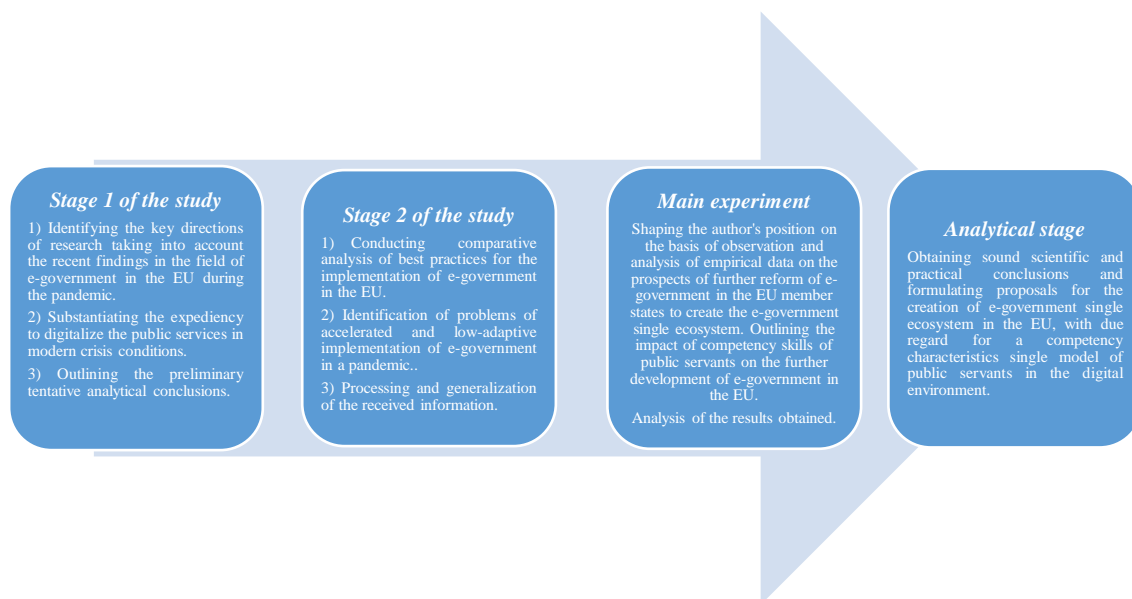 Stage 1 of the study
1) Identifying the key directions
of research taking into account
the recent findings in the field of
e-government in the EU during
the pandemic.
2) Substantiating the expediency
to digitalize the public services in
modern crisis conditions.
3) Outlining the preliminary
tentative analytical conclusions.
Stage 2 of the study
1) Conducting comparative
analysis of best practices for the
implementation of e-government
in the EU.
2) Identification of problems of
accelerated and low-adaptive
implementation of e-government
in a pandemic..
3) Processing and generalization
of the received information.
Main experiment
Shaping the author's position on
the basis of observation and
analysis of empirical data on the
prospects of further reform of e-
government in the EU member
states to create the e-government
single ecosystem. Outlining the
impact of competency skills of
public servants on the further
development of e-government in
the EU.
Analysis of the results obtained.
Analytical stage
Obtaining sound scientific and
practical conclusions and
formulating proposals for the
creation of e-government single
ecosystem in the EU, with due
regard for a competency
characteristics single model of
public servants in the digital
environment.